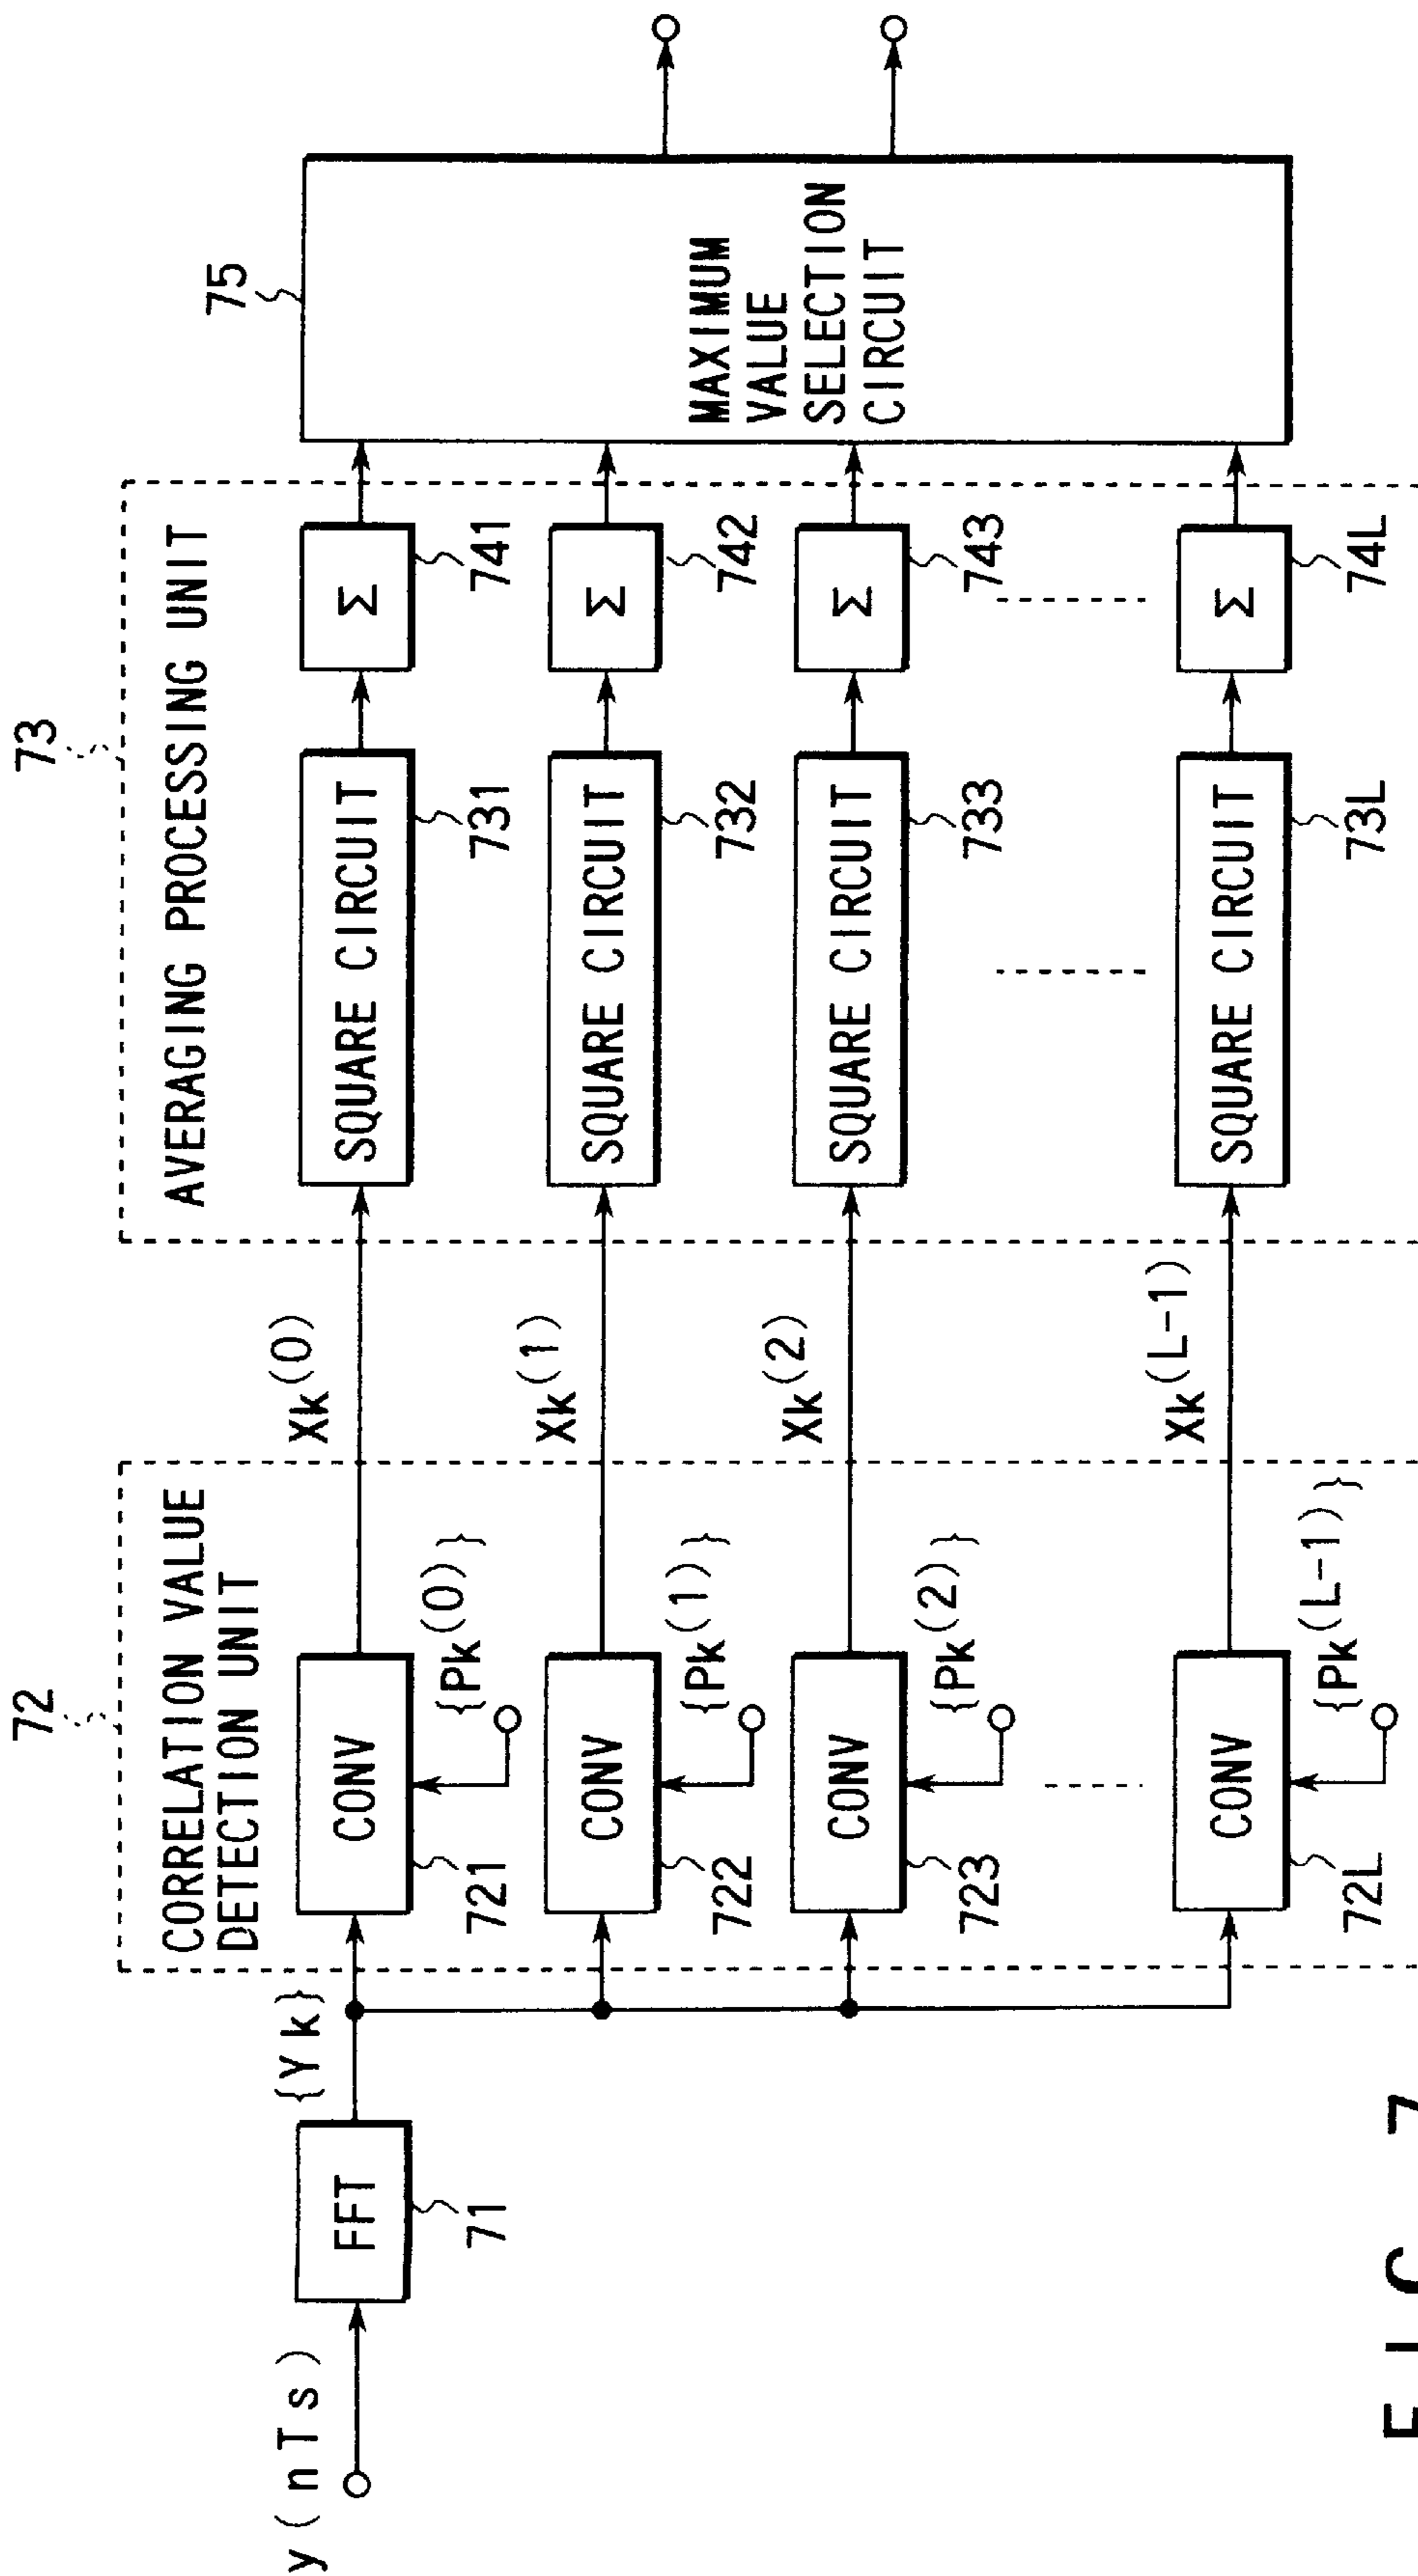 y(nTs)
FFT
71
{Yk}
72
CORRELATION VALUE
DETECTION UNIT
CONV
721
{Pk(0)}
Xk(0)
CONV
722
{Pk(1)}
Xk(1)
CONV
723
{Pk(2)}
Xk(2)
CONV
72L
{Pk(L-1)}
Xk(L-1)
73
AVERAGING PROCESSING UNIT
SQUARE CIRCUIT
731
Σ
741
SQUARE CIRCUIT
732
Σ
742
SQUARE CIRCUIT
733
Σ
743
SQUARE CIRCUIT
73L
Σ
74L
75
MAXIMUM
VALUE
SELECTION
CIRCUIT